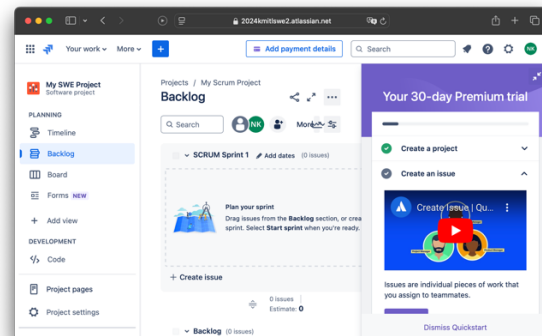 2024kmitlswe2.atlassian.net
Your work
More
+
Add payment details
Search
NK
My SWE Project
Software project
PLANNING
Timeline
Backlog
Board
Forms NEW
+ Add view
DEVELOPMENT
Code
Project pages
Project settings
Projects / My Scrum Project
Backlog
Search
NK
More
SCRUM Sprint 1 Add dates (0 issues)
Plan your sprint
Drag issues from the Backlog section, or crea
sprint. Select Start sprint when you're ready.
+ Create issue
0 issues
Estimate: 0
Backlog (0 issues)
Your 30-day Premium trial
Create a project
Create an issue
Create Issue | Qu...
Issues are individual pieces of work that
you assign to teammates.
Dismiss Quickstart